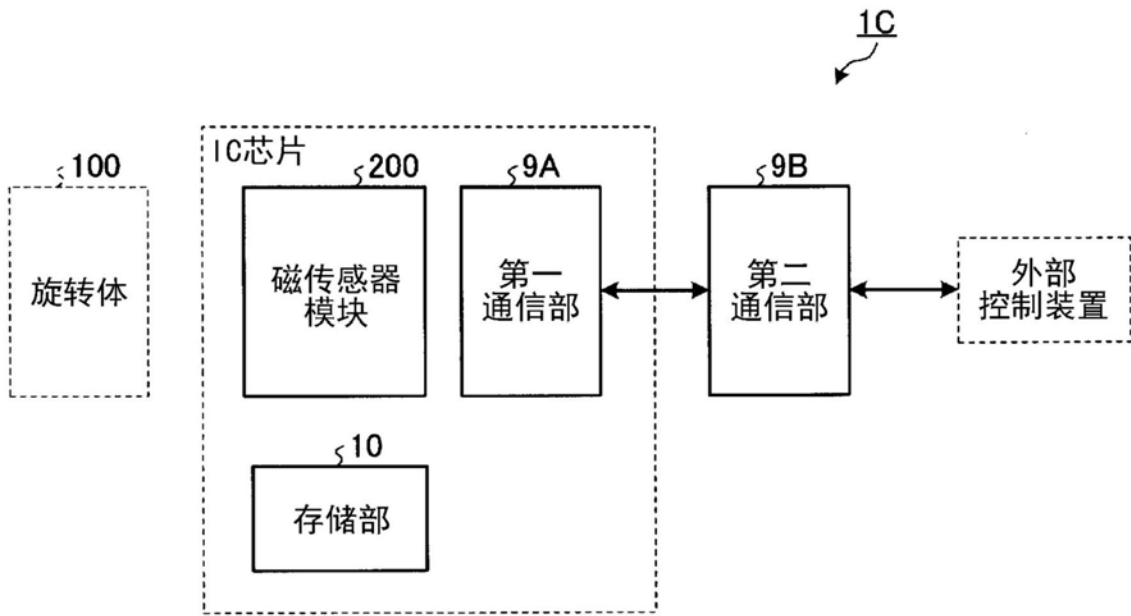 1C
IC芯片
100
200
9A
9B
旋转体
磁传感器
模块
第一
通信部
第二
通信部
外部
控制装置
10
存储部